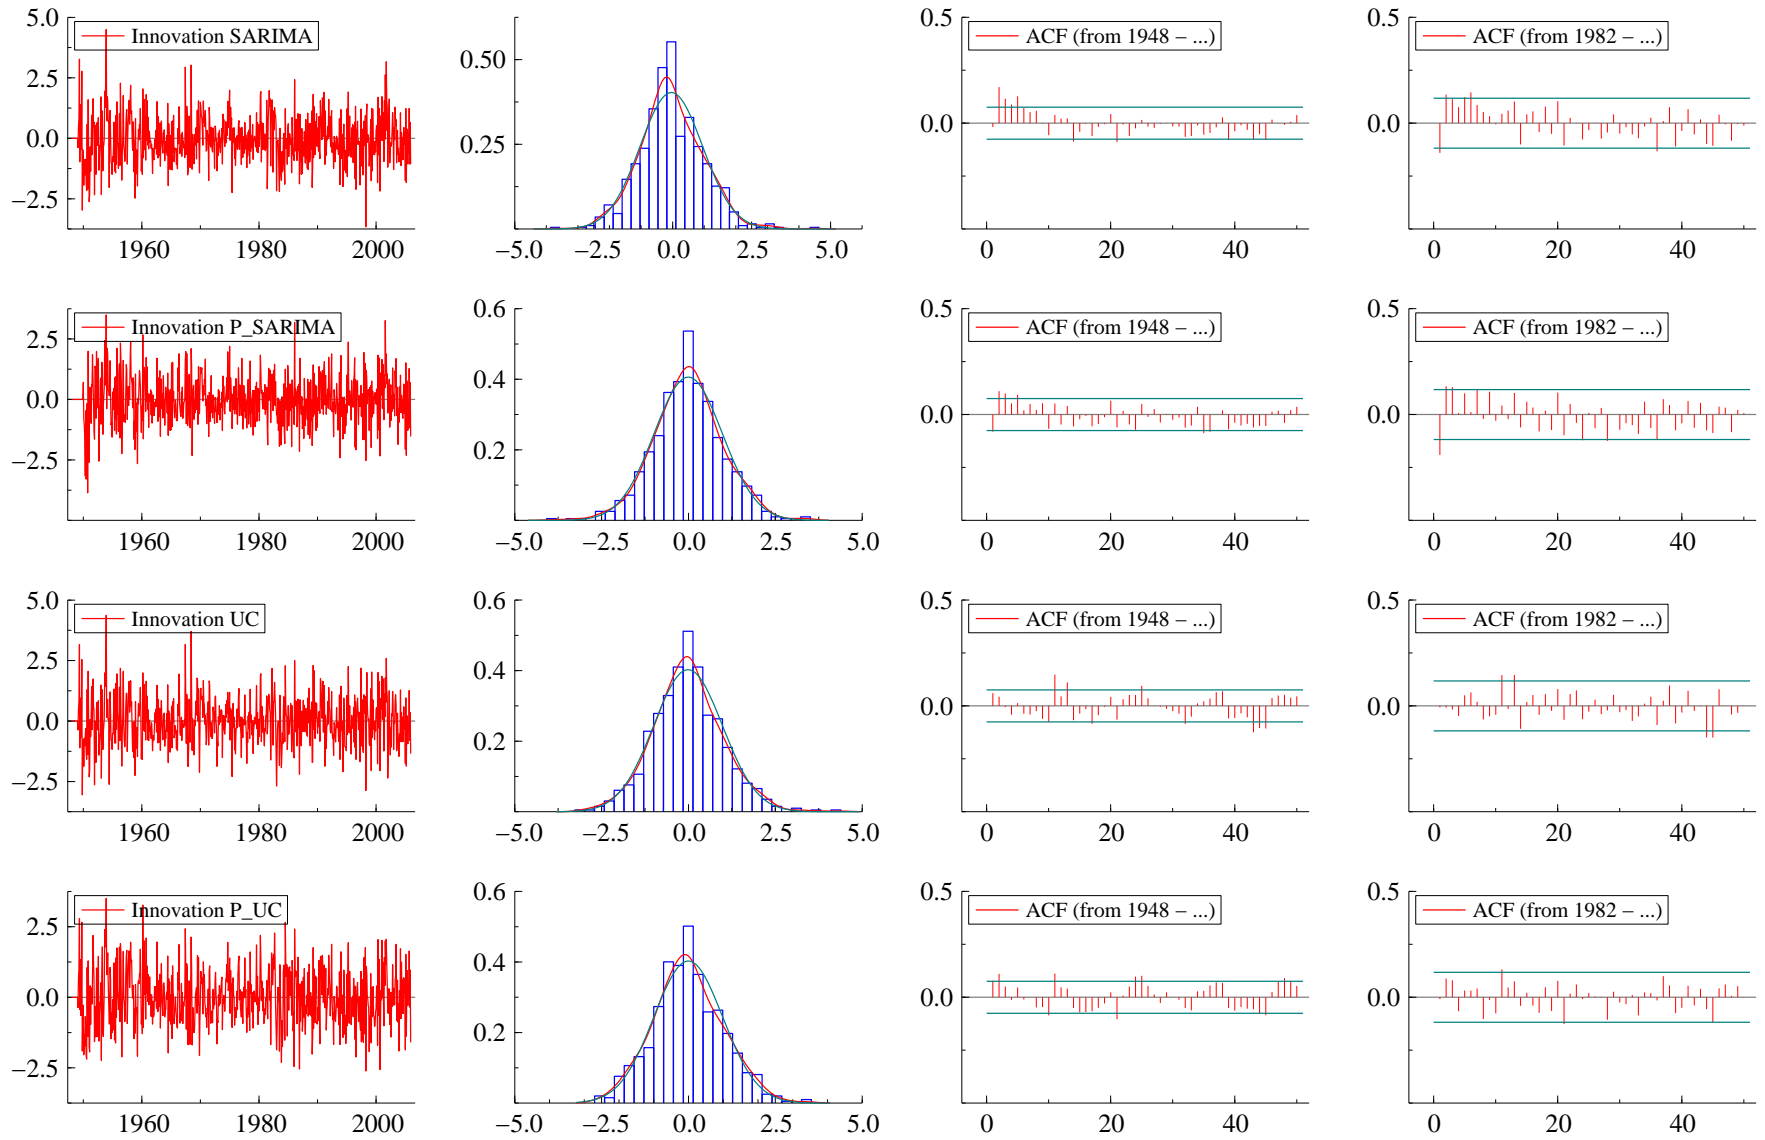 5.0
2.5
0.0
−2.5
Innovation SARIMA
1960 1980 2000
0.50
0.25
−5.0 −2.5 0.0 2.5 5.0
0.5
0.0
ACF (from 1948 – ...)
0 20 40
0.5
0.0
ACF (from 1982 – ...)
0 20 40
2.5
0.0
−2.5
Innovation P_SARIMA
1960 1980 2000
0.6
0.4
0.2
−5.0 −2.5 0.0 2.5 5.0
0.5
0.0
ACF (from 1948 – ...)
0 20 40
0.5
0.0
ACF (from 1982 – ...)
0 20 40
5.0
2.5
0.0
−2.5
Innovation UC
1960 1980 2000
0.6
0.4
0.2
−5.0 −2.5 0.0 2.5 5.0
0.5
0.0
ACF (from 1948 – ...)
0 20 40
0.5
0.0
ACF (from 1982 – ...)
0 20 40
2.5
0.0
−2.5
Innovation P_UC
1960 1980 2000
0.6
0.4
0.2
−5.0 −2.5 0.0 2.5 5.0
0.5
0.0
ACF (from 1948 – ...)
0 20 40
0.5
0.0
ACF (from 1982 – ...)
0 20 40